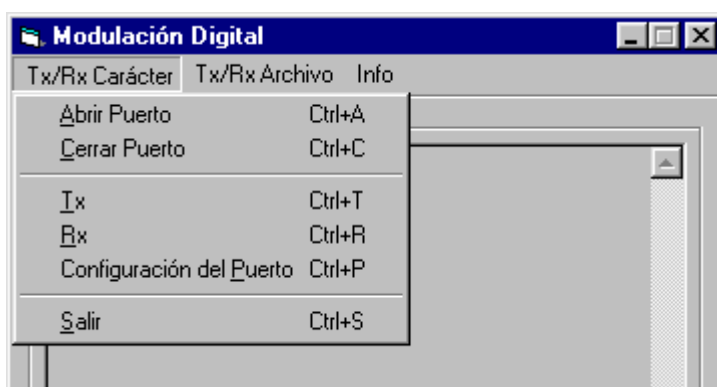 Modulación Digital
Tx/Rx Carácter Tx/Rx Archivo Info
Abrir Puerto Ctrl+A
Cerrar Puerto Ctrl+C
Tx Ctrl+T
Rx Ctrl+R
Configuración del Puerto Ctrl+P
Salir Ctrl+S